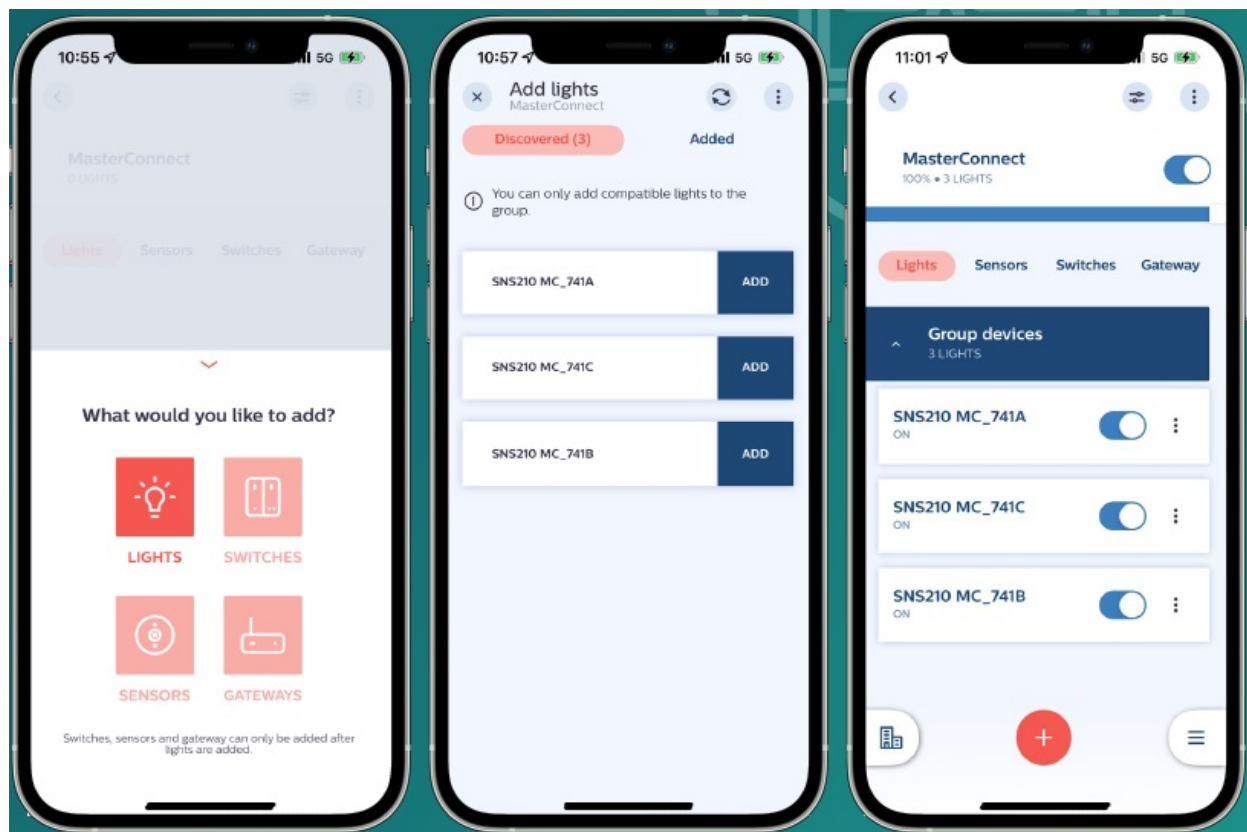 10:55
5G
MasterConnect
0 LIGHTS
Lights Sensors Switches Gateway
What would you like to add?
LIGHTS SWITCHES
SENSORS GATEWAYS
Switches, sensors and gateway can only be added after
lights are added.
10:57
5G
Add lights
MasterConnect
Discovered (3) Added
You can only add compatible lights to the
group.
SNS210 MC_741A ADD
SNS210 MC_741C ADD
SNS210 MC_741B ADD
11:01
5G
MasterConnect
100% • 3 LIGHTS
Lights Sensors Switches Gateway
Group devices
3 LIGHTS
SNS210 MC_741A
ON
SNS210 MC_741C
ON
SNS210 MC_741B
ON